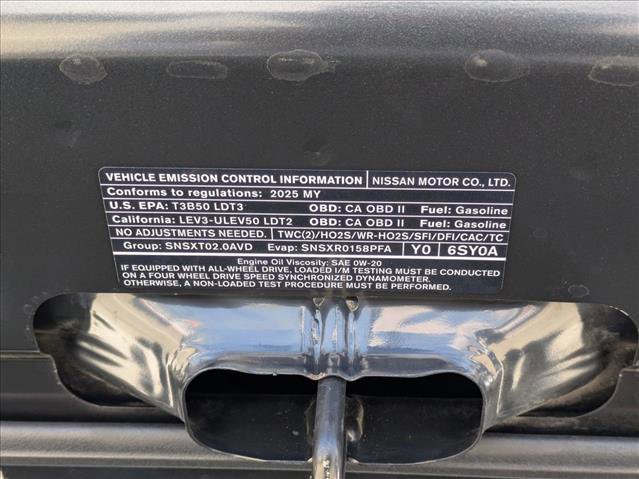 VEHICLE EMISSION CONTROL INFORMATION NISSAN MOTOR CO., LTD.
Conforms to regulations: 2025 MY
U.S. EPA: T3B50 LDT3 OBD: CA OBD II Fuel: Gasoline
California: LEV3-ULEV50 LDT2 OBD: CA OBD II Fuel: Gasoline
NO ADJUSTMENTS NEEDED. TWC(2)/HO2S/WR-HO2S/SFI/DFI/CAC/TC
Group: SNSXT02.0AVD Evap: SNSXR0158PFA Y0 6SY0A
Engine Oil Viscosity: SAE 0W-20
IF EQUIPPED WITH ALL-WHEEL DRIVE, LOADED I/M TESTING MUST BE CONDUCTED
ON A FOUR WHEEL DRIVE SPEED SYNCHRONIZED DYNAMOMETER.
OTHERWISE, A NON-LOADED TEST PROCEDURE MUST BE PERFORMED.